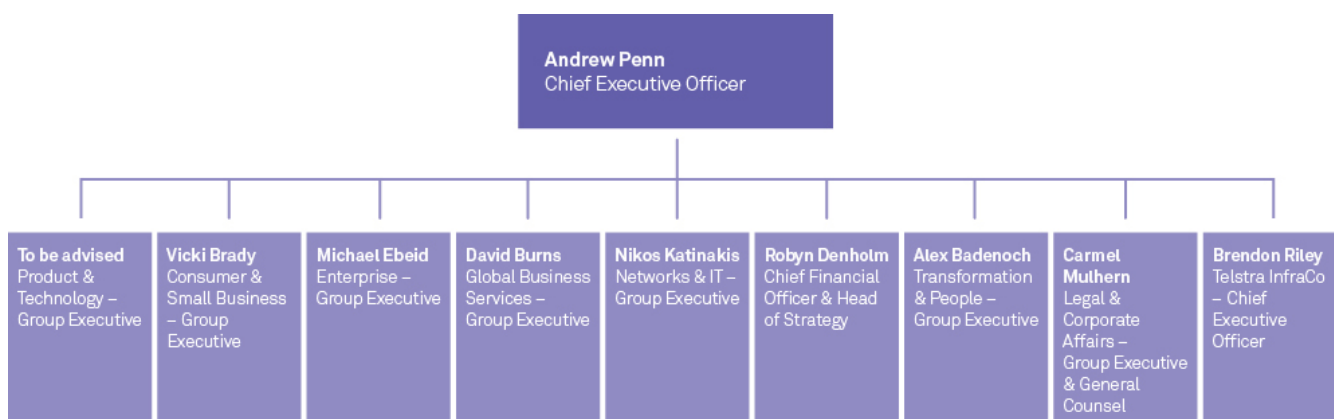 Andrew Penn
Chief Executive Officer
To be advised
Product &
Technology –
Group Executive
Vicki Brady
Consumer &
Small Business
– Group
Executive
Michael Ebeid
Enterprise –
Group Executive
David Burns
Global Business
Services –
Group Executive
Nikos Katinakis
Networks & IT –
Group Executive
Robyn Denholm
Chief Financial
Officer & Head
of Strategy
Alex Badenoch
Transformation
& People –
Group Executive
Carmel
Mulhern
Legal &
Corporate
Affairs –
Group Executive
& General
Counsel
Brendon Riley
Telstra InfraCo
– Chief
Executive
Officer